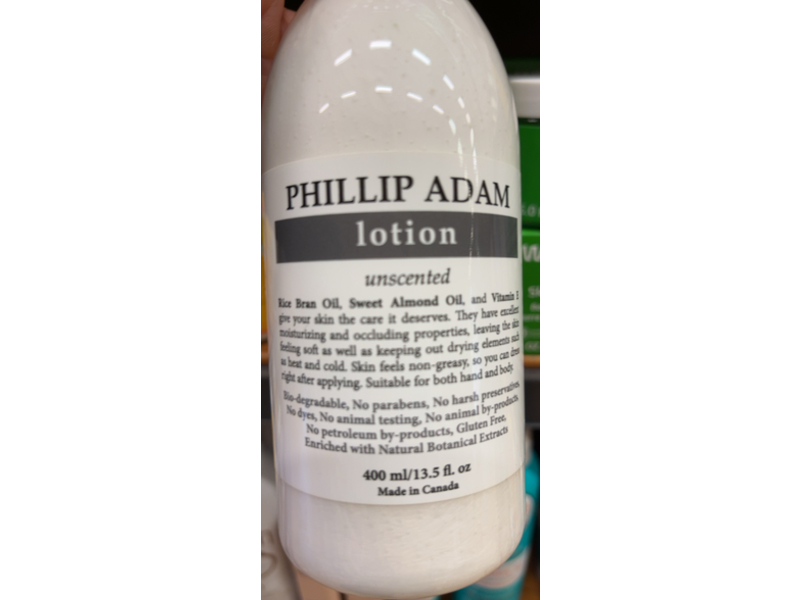 PHILLIP ADAM
lotion
unscented
Rice Bran Oil, Sweet Almond Oil, and Vitamin E
give your skin the care it deserves. They have excellent
moisturizing and occluding properties, leaving the skin
feeling soft as well as keeping out drying elements such
as heat and cold. Skin feels non-greasy, so you can dress
right after applying. Suitable for both hand and body.
Bio-degradable, No parabens, No harsh preservatives,
No dyes, No animal testing, No animal by-products,
No petroleum by-products, Gluten Free,
Enriched with Natural Botanical Extracts
400 ml/13.5 fl. oz
Made in Canada